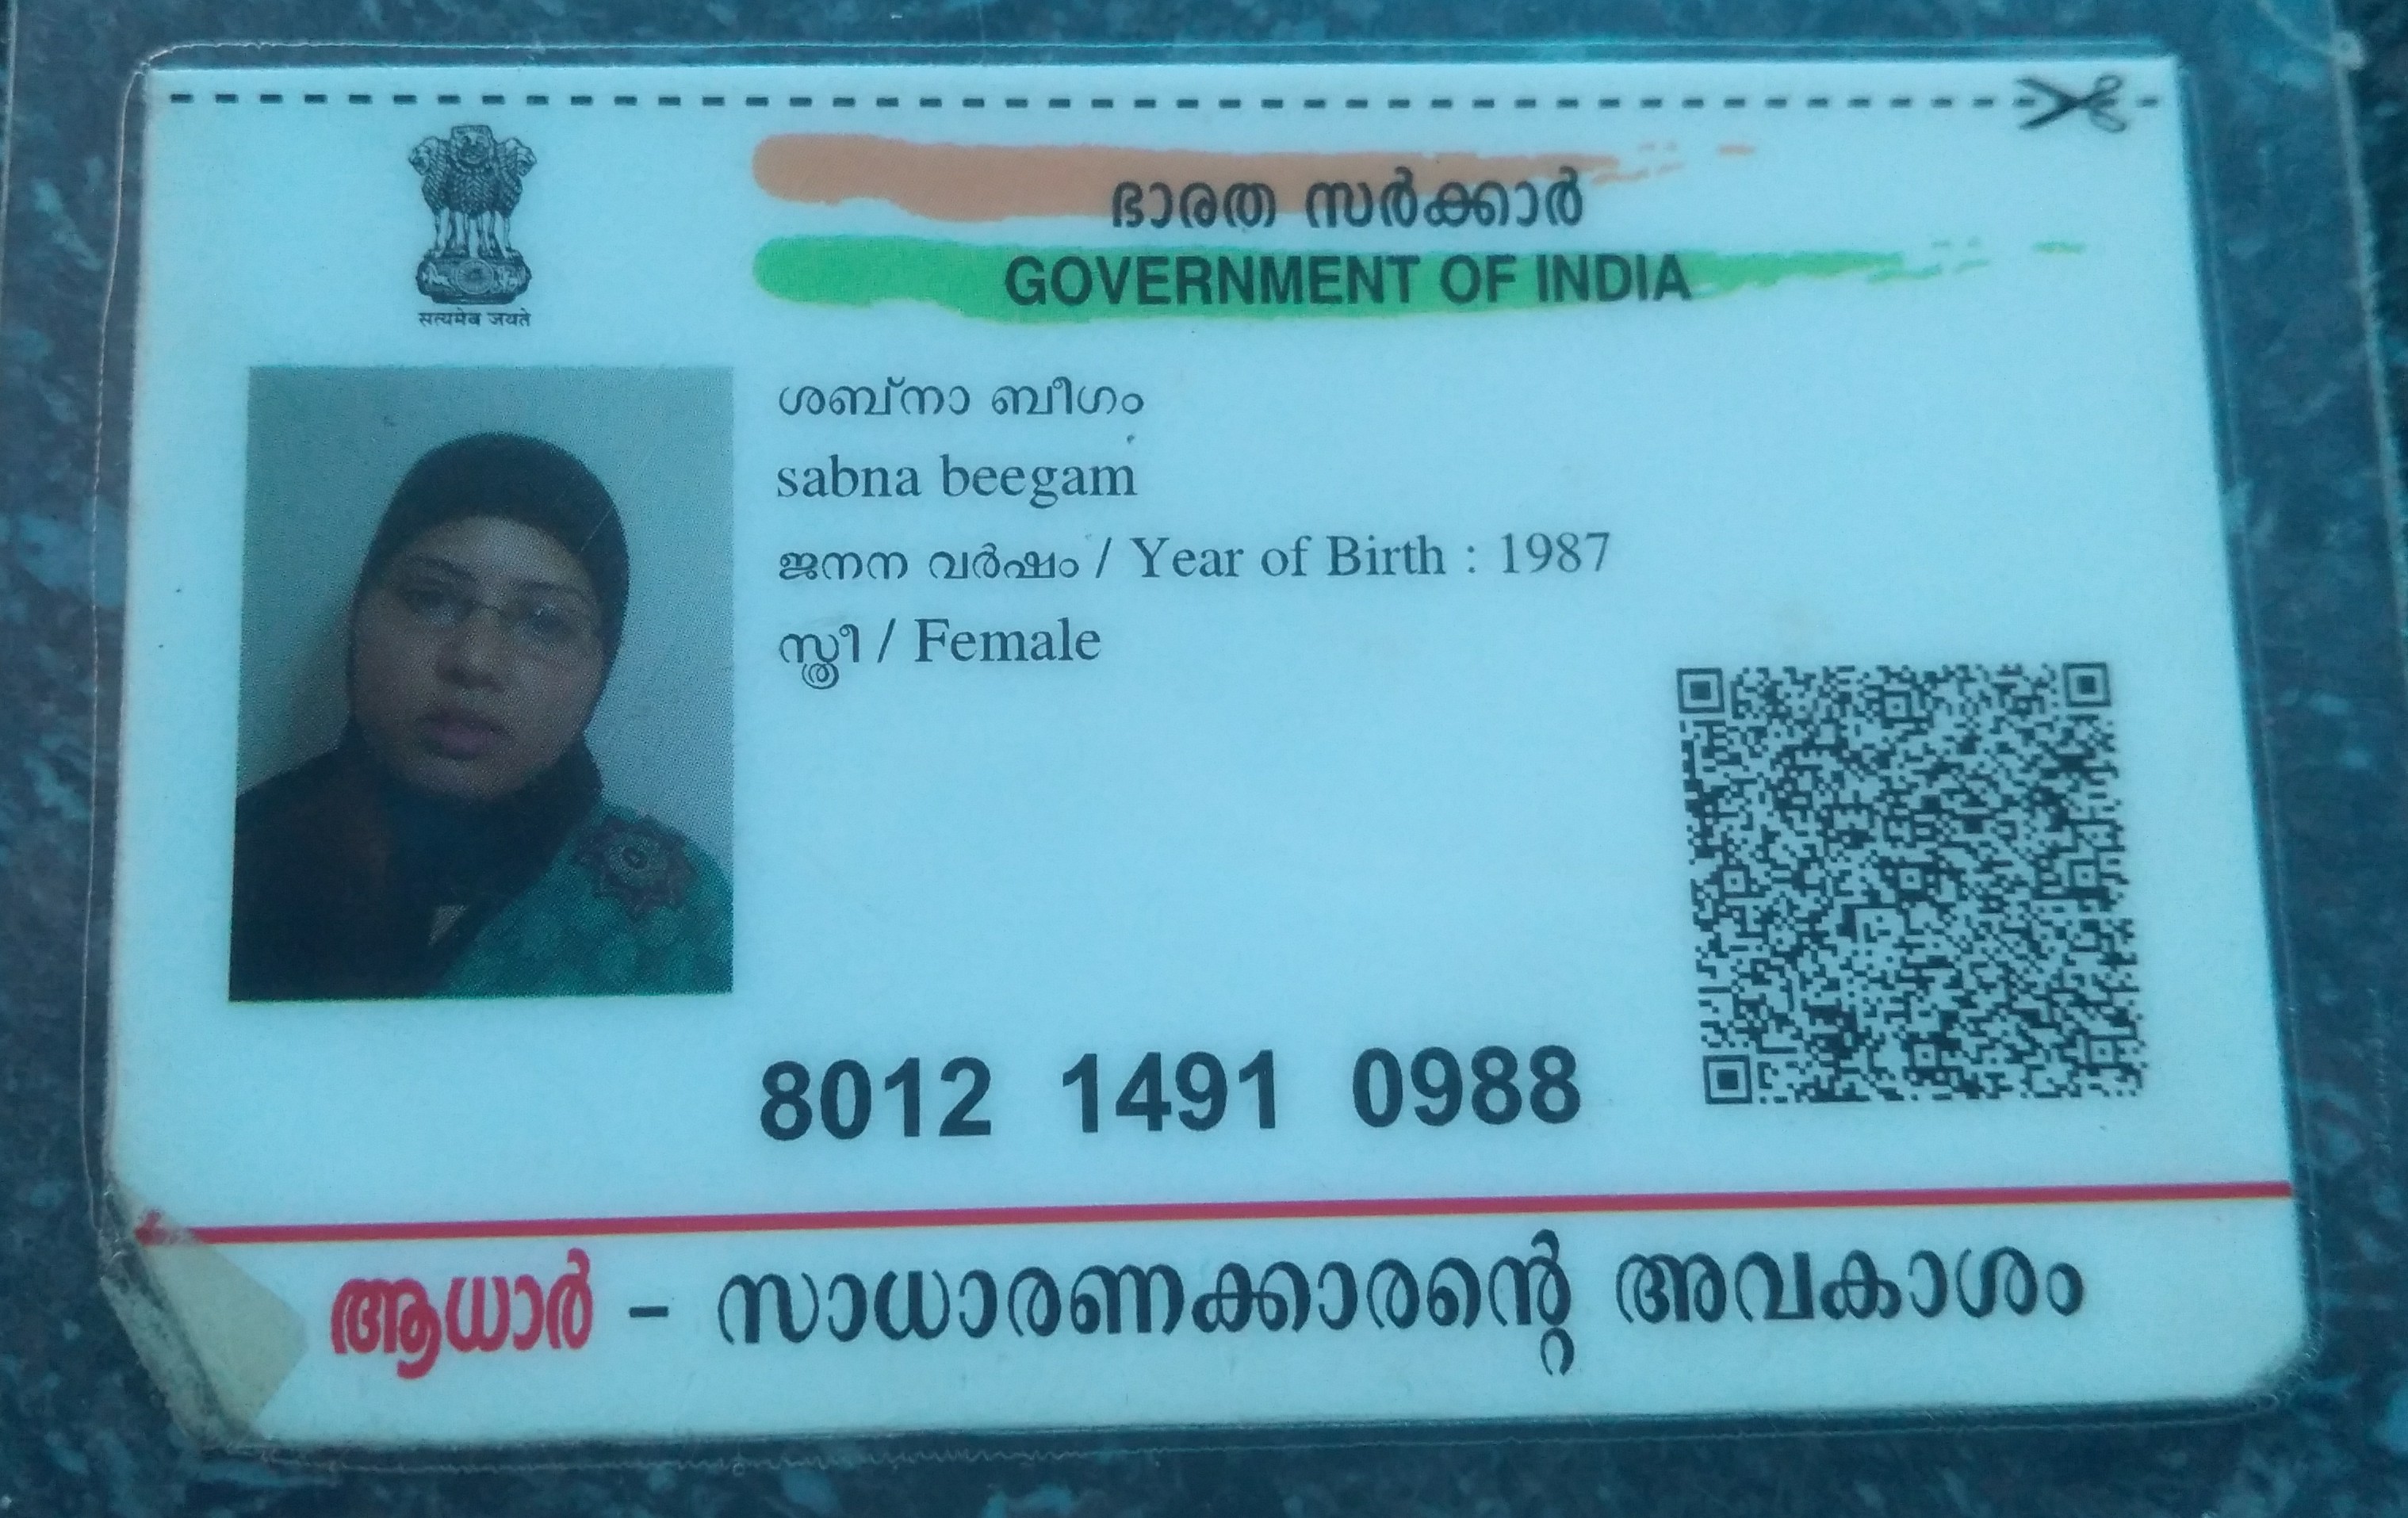 सत्यमेव जयते
ഭാരത സർക്കാർ
GOVERNMENT OF INDIA
ശബ്നാ ബീഗം
sabna beegam
ജനന വർഷം / Year of Birth : 1987
സ്ത്രീ / Female
8012 1491 0988
ആധാർ - സാധാരണക്കാരന്റെ അവകാശം